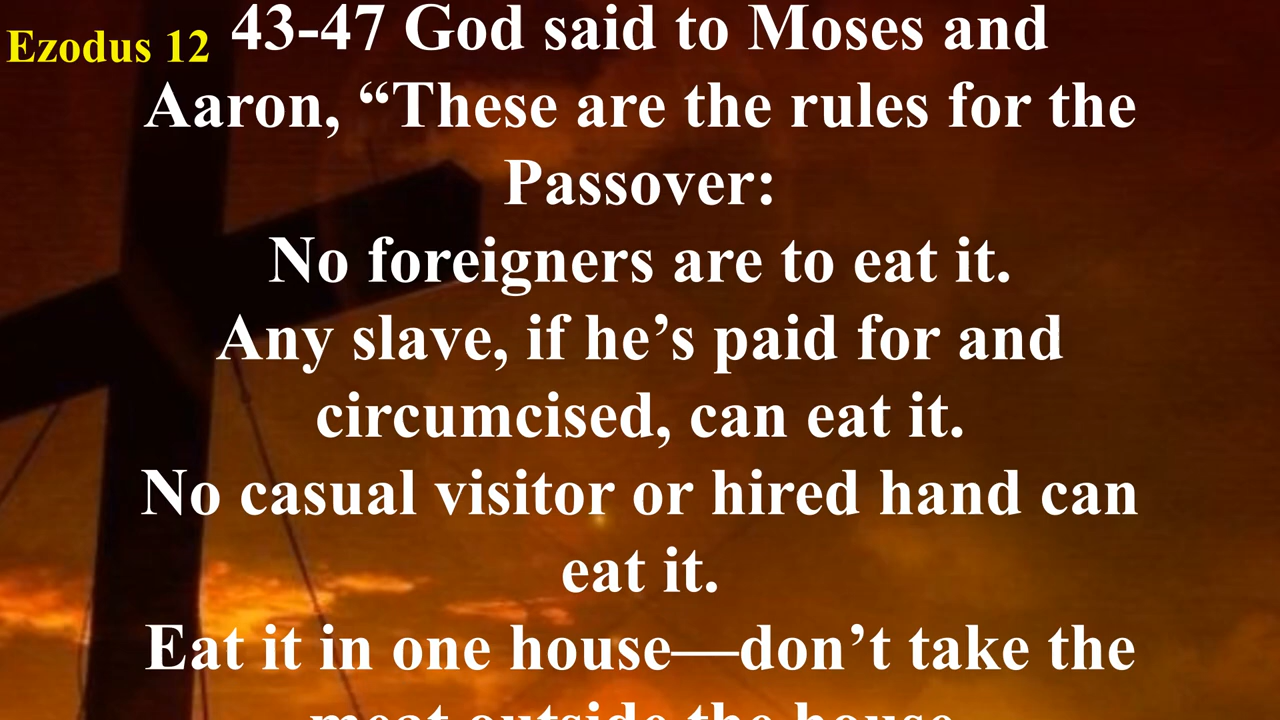 Ezodus 12
43-47 God said to Moses and
Aaron, “These are the rules for the
Passover:
No foreigners are to eat it.
Any slave, if he’s paid for and
circumcised, can eat it.
No casual visitor or hired hand can
eat it.
Eat it in one house—don’t take the
meat outside the house